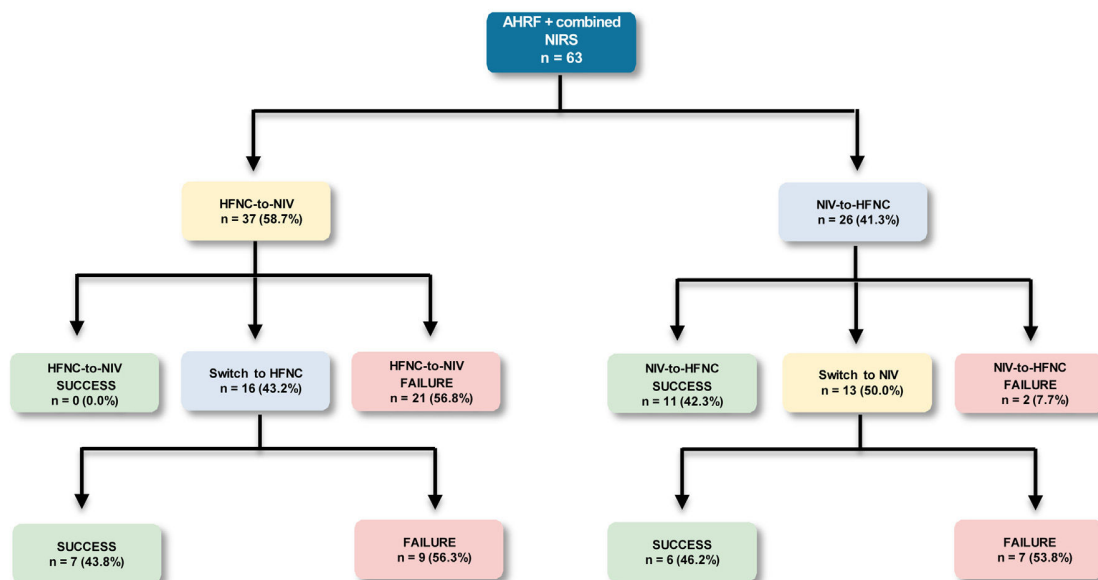 AHRF + combined
NIRS
n = 63
HFNC-to-NIV
n = 37 (58.7%)
NIV-to-HFNC
n = 26 (41.3%)
HFNC-to-NIV
SUCCESS
n = 0 (0.0%)
Switch to HFNC
n = 16 (43.2%)
HFNC-to-NIV
FAILURE
n = 21 (56.8%)
NIV-to-HFNC
SUCCESS
n = 11 (42.3%)
Switch to NIV
n = 13 (50.0%)
NIV-to-HFNC
FAILURE
n = 2 (7.7%)
SUCCESS
n = 7 (43.8%)
FAILURE
n = 9 (56.3%)
SUCCESS
n = 6 (46.2%)
FAILURE
n = 7 (53.8%)